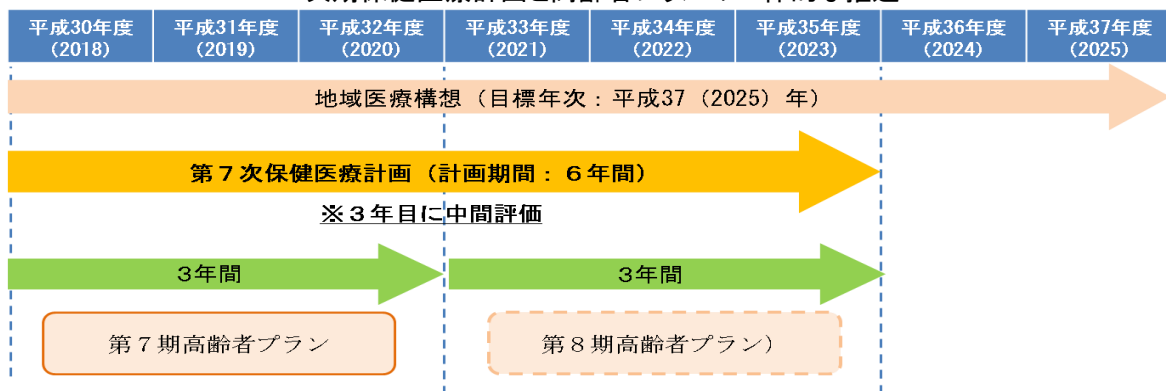 平成30年度 平成31年度 平成32年度 平成33年度 平成34年度 平成35年度 平成36年度 平成37年度
(2018) (2019) (2020) (2021) (2022) (2023) (2024) (2025)
地域医療構想（目標年次：平成37（2025）年）
第７次保健医療計画（計画期間：６年間）
※３年目に中間評価
３年間 ３年間
第７期高齢者プラン 第８期高齢者プラン）